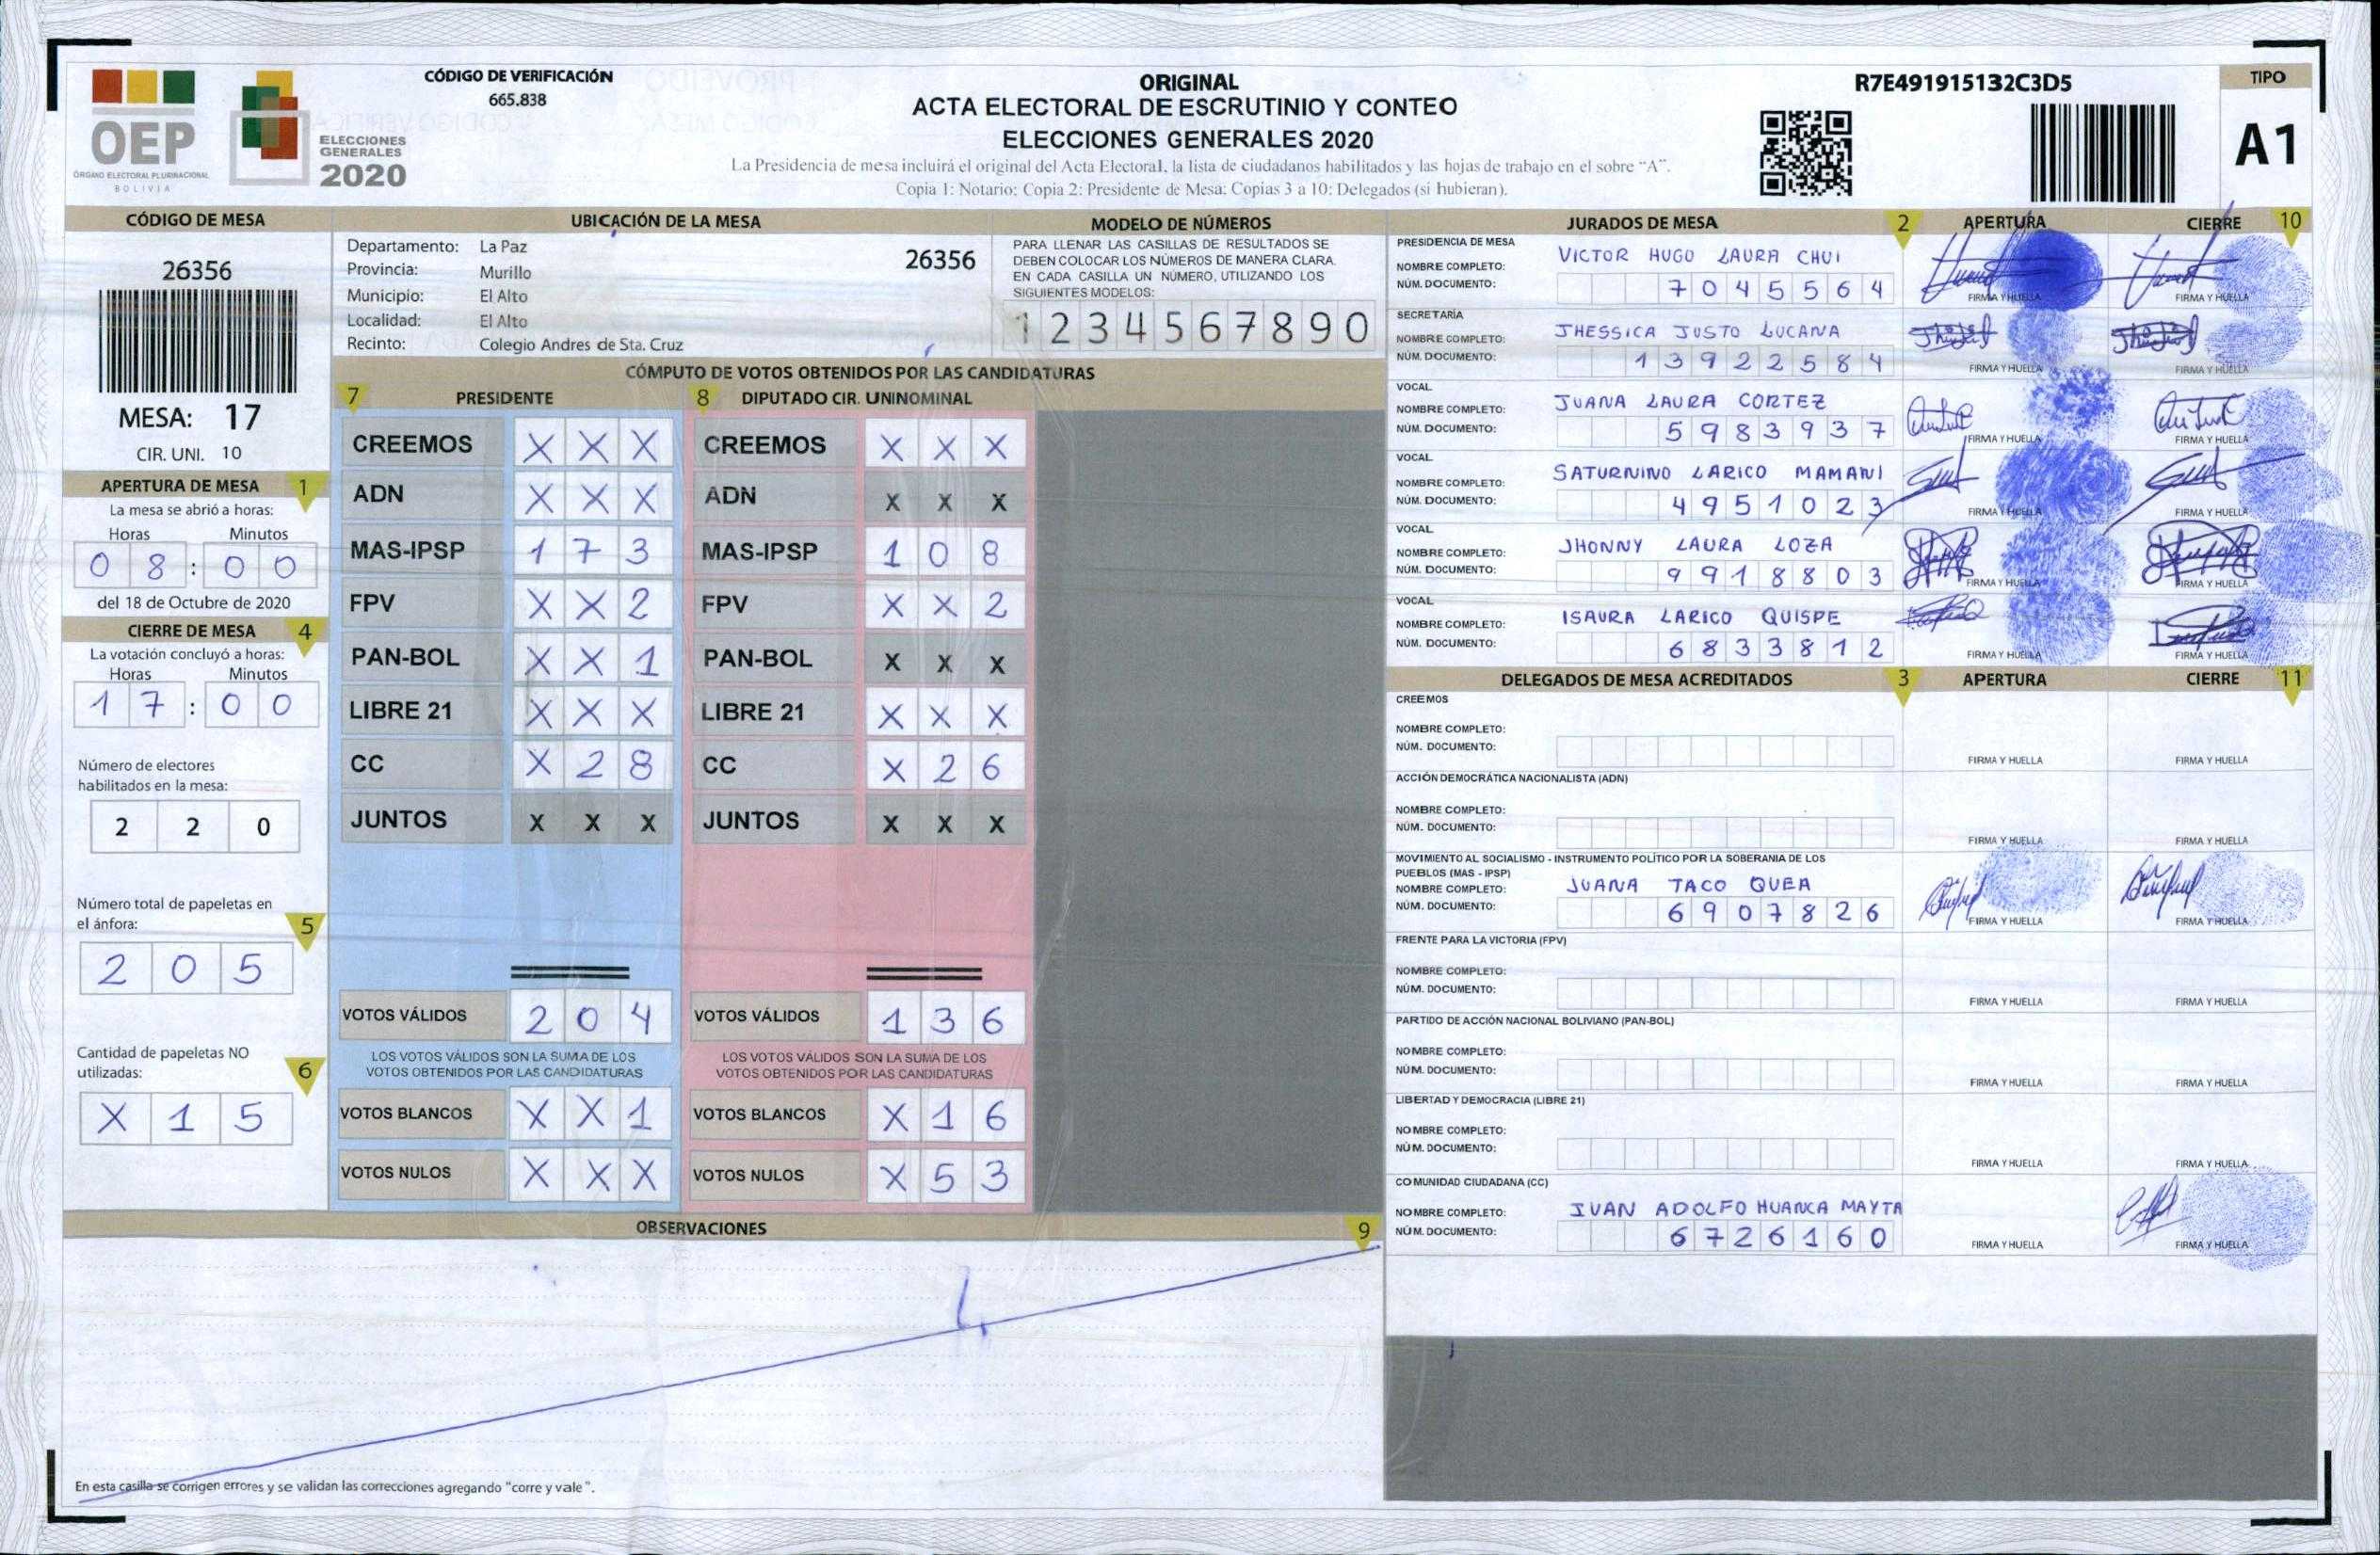 OEP
ÓRGANO ELECTORAL PLURINACIONAL
BOLIVIA
ELECCIONES
GENERALES
2020
CÓDIGO DE VERIFICACIÓN
665.838
ORIGINAL
ACTA ELECTORAL DE ESCRUTINIO Y CONTEO
ELECCIONES GENERALES 2020
La Presidencia de mesa incluirá el original del Acta Electoral, la lista de ciudadanos habilitados y las hojas de trabajo en el sobre "A".
Copia 1: Notario; Copia 2: Presidente de Mesa; Copias 3 a 10: Delegados (si hubieran).
R7E491915132C3D5
TIPO
A1
CÓDIGO DE MESA
26356
MESA: 17
CIR. UNI. 10
APERTURA DE MESA 1
La mesa se abrió a horas:
Horas Minutos
0 8 : 0 0
del 18 de Octubre de 2020
CIERRE DE MESA 4
La votación concluyó a horas:
Horas Minutos
1 7 : 0 0
Número de electores
habilitados en la mesa:
2 2 0
Número total de papeletas en
el ánfora: 5
2 0 5
Cantidad de papeletas NO
utilizadas: 6
X 1 5
UBICACIÓN DE LA MESA
Departamento: La Paz
26356
Provincia: Murillo
Municipio: El Alto
Localidad: El Alto
Recinto: Colegio Andres de Sta. Cruz
MODELO DE NÚMEROS
PARA LLENAR LAS CASILLAS DE RESULTADOS SE
DEBEN COLOCAR LOS NÚMEROS DE MANERA CLARA.
EN CADA CASILLA UN NÚMERO, UTILIZANDO LOS
SIGUIENTES MODELOS:
1 2 3 4 5 6 7 8 9 0
CÓMPUTO DE VOTOS OBTENIDOS POR LAS CANDIDATURAS
7 PRESIDENTE 8 DIPUTADO CIR. UNINOMINAL
CREEMOS X X X CREEMOS X X X
ADN X X X ADN X X X
MAS-IPSP 1 7 3 MAS-IPSP 1 0 8
FPV X X 2 FPV X X 2
PAN-BOL X X 1 PAN-BOL X X X
LIBRE 21 X X X LIBRE 21 X X X
CC X 2 8 CC X 2 6
JUNTOS X X X JUNTOS X X X
VOTOS VÁLIDOS 2 0 4 VOTOS VÁLIDOS 1 3 6
LOS VOTOS VÁLIDOS SON LA SUMA DE LOS LOS VOTOS VÁLIDOS SON LA SUMA DE LOS
VOTOS OBTENIDOS POR LAS CANDIDATURAS VOTOS OBTENIDOS POR LAS CANDIDATURAS
VOTOS BLANCOS X X 1 VOTOS BLANCOS X 1 6
VOTOS NULOS X X X VOTOS NULOS X 5 3
OBSERVACIONES 9
En esta casilla se corrigen errores y se validan las correcciones agregando "corre y vale".
JURADOS DE MESA 2 APERTURA CIERRE 10
PRESIDENCIA DE MESA
NOMBRE COMPLETO: VICTOR HUGO LAURA CHUI
NÚM. DOCUMENTO: 7 0 4 5 5 6 4
FIRMA Y HUELLA FIRMA Y HUELLA
SECRETARÍA
NOMBRE COMPLETO: JHESSICA JUSTO LUCANA
NÚM. DOCUMENTO: 1 3 9 2 2 5 8 4
FIRMA Y HUELLA FIRMA Y HUELLA
VOCAL
NOMBRE COMPLETO: JUANA LAURA CORTEZ
NÚM. DOCUMENTO: 5 9 8 3 9 3 7
FIRMA Y HUELLA FIRMA Y HUELLA
VOCAL
NOMBRE COMPLETO: SATURNINO LARICO MAMANI
NÚM. DOCUMENTO: 4 9 5 1 0 2 3
FIRMA Y HUELLA FIRMA Y HUELLA
VOCAL
NOMBRE COMPLETO: JHONNY LAURA LOZA
NÚM. DOCUMENTO: 9 9 1 8 8 0 3
FIRMA Y HUELLA FIRMA Y HUELLA
VOCAL
NOMBRE COMPLETO: ISAURA LARICO QUISPE
NÚM. DOCUMENTO: 6 8 3 3 8 1 2
FIRMA Y HUELLA FIRMA Y HUELLA
DELEGADOS DE MESA ACREDITADOS 3 APERTURA CIERRE 11
CREEMOS
NOMBRE COMPLETO:
NÚM. DOCUMENTO:
FIRMA Y HUELLA FIRMA Y HUELLA
ACCIÓN DEMOCRÁTICA NACIONALISTA (ADN)
NOMBRE COMPLETO:
NÚM. DOCUMENTO:
FIRMA Y HUELLA FIRMA Y HUELLA
MOVIMIENTO AL SOCIALISMO - INSTRUMENTO POLÍTICO POR LA SOBERANIA DE LOS
PUEBLOS (MAS - IPSP)
NOMBRE COMPLETO: JUANA TACO QUEA
NÚM. DOCUMENTO: 6 9 0 7 8 2 6
FIRMA Y HUELLA FIRMA Y HUELLA
FRENTE PARA LA VICTORIA (FPV)
NOMBRE COMPLETO:
NÚM. DOCUMENTO:
FIRMA Y HUELLA FIRMA Y HUELLA
PARTIDO DE ACCIÓN NACIONAL BOLIVIANO (PAN-BOL)
NOMBRE COMPLETO:
NÚM. DOCUMENTO:
FIRMA Y HUELLA FIRMA Y HUELLA
LIBERTAD Y DEMOCRACIA (LIBRE 21)
NOMBRE COMPLETO:
NÚM. DOCUMENTO:
FIRMA Y HUELLA FIRMA Y HUELLA
COMUNIDAD CIUDADANA (CC)
NOMBRE COMPLETO: IVAN ADOLFO HUANCA MAYTA
NÚM. DOCUMENTO: 6 7 2 6 1 6 0
FIRMA Y HUELLA FIRMA Y HUELLA